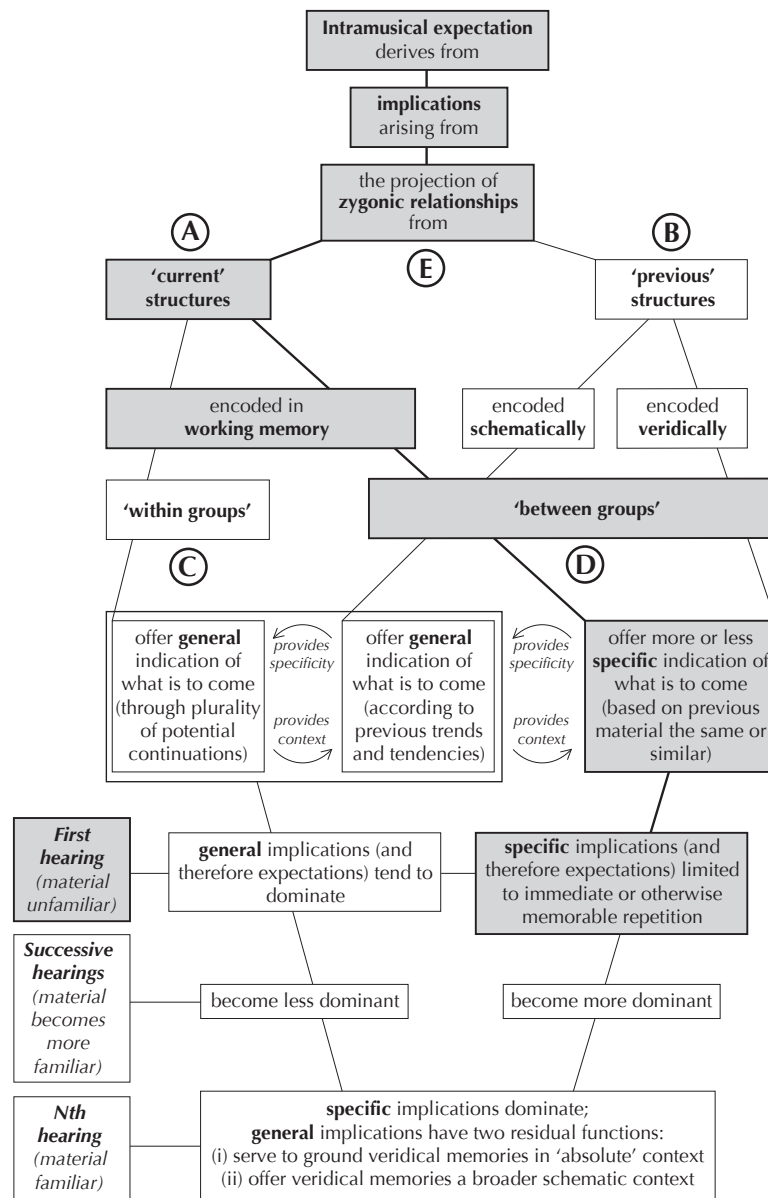 Intramusical expectation
derives from
implications
arising from
the projection of
zygonic relationships
from
A
B
E
‘current’
structures
‘previous’
structures
encoded in
working memory
encoded
schematically
encoded
veridically
‘within groups’
‘between groups’
C
D
offer general
indication of
what is to come
(through plurality
of potential
continuations)
provides
specificity
provides
context
offer general
indication of
what is to come
(according to
previous trends
and tendencies)
provides
specificity
provides
context
offer more or less
specific indication of
what is to come
(based on previous
material the same or
similar)
First
hearing
(material
unfamiliar)
general implications (and
therefore expectations) tend to
dominate
specific implications (and
therefore expectations) limited
to immediate or otherwise
memorable repetition
Successive
hearings
(material
becomes
more
familiar)
become less dominant
become more dominant
Nth
hearing
(material
familiar)
specific implications dominate;
general implications have two residual functions:
(i) serve to ground veridical memories in ‘absolute’ context
(ii) offer veridical memories a broader schematic context